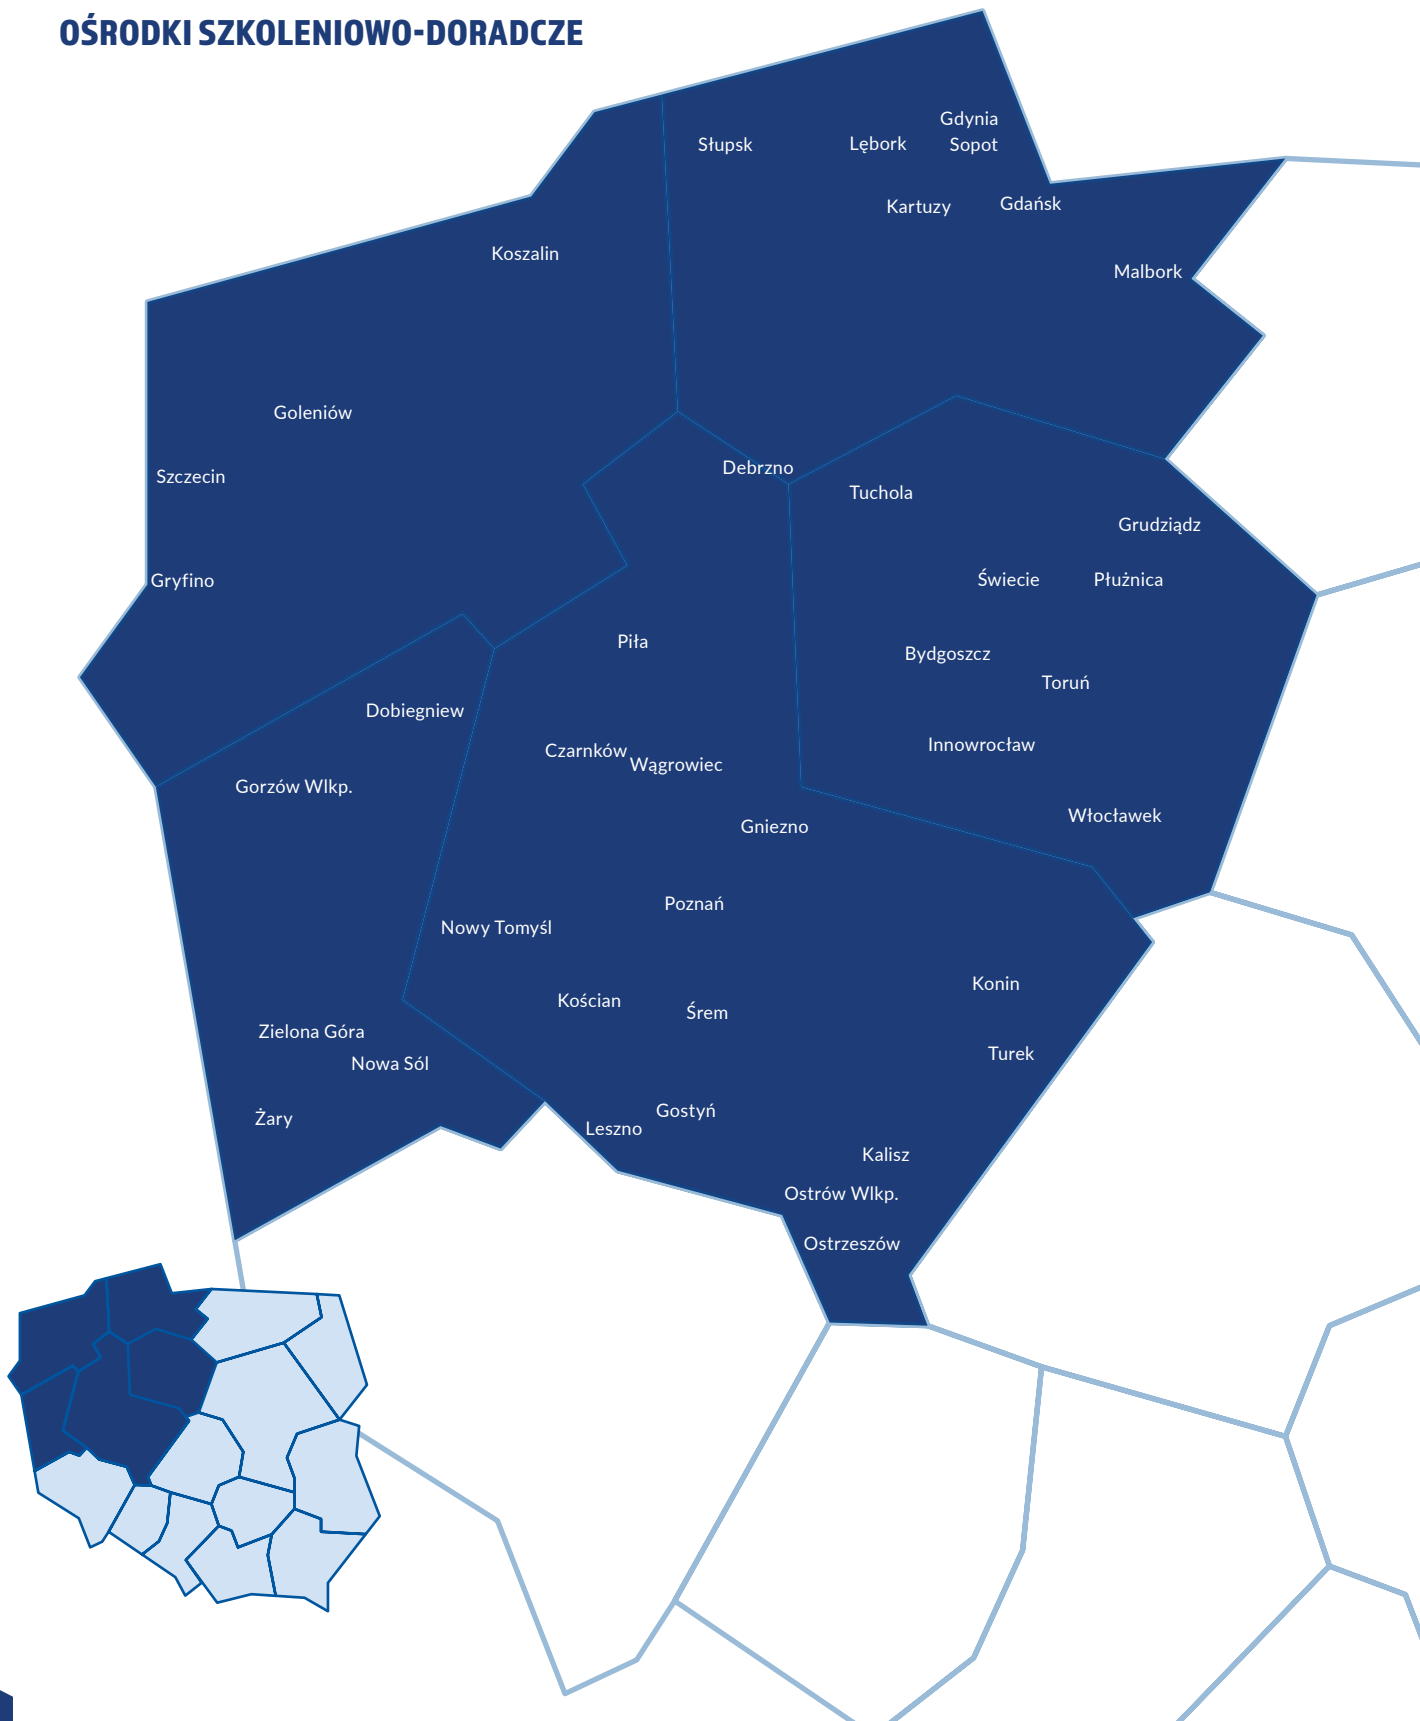 OŚRODKI SZKOLENIOWO-DORADCZE
Gdynia
Słupsk
Lębork
Sopot
Kartuzy
Gdańsk
Koszalin
Malbork
Goleniów
Szczecin
Debrzno
Tuchola
Grudziądz
Gryfino
Świecie
Płużnica
Piła
Bydgoszcz
Toruń
Dobiegniew
Czarnków
Wągrowiec
Innowrocław
Gorzów Wlkp.
Gniezno
Włocławek
Poznań
Nowy Tomyśl
Konin
Kościan
Śrem
Zielona Góra
Turek
Nowa Sól
Żary
Gostyń
Leszno
Kalisz
Ostrów Wlkp.
Ostrzeszów